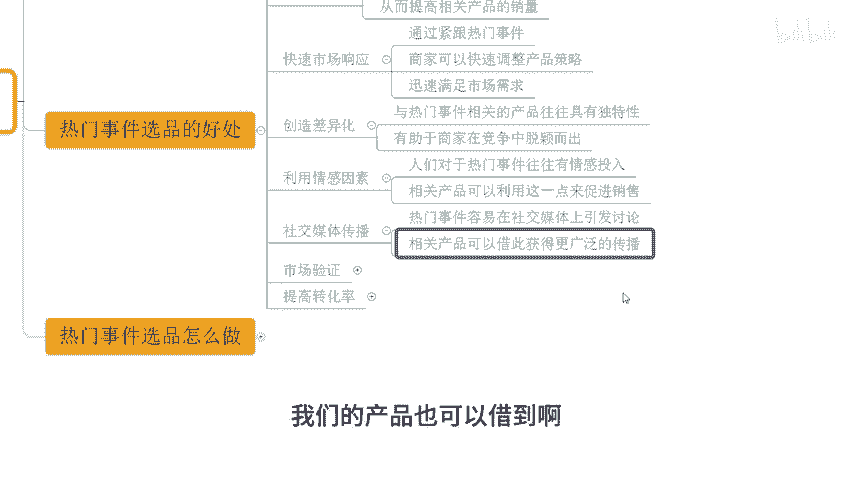 从而提高相关产品的销量
bilibili
通过紧跟热门事件
快速市场响应
商家可以快速调整产品策略
迅速满足市场需求
热门事件选品的好处
创造差异化
与热门事件相关的产品往往具有独特性
有助于商家在竞争中脱颖而出
利用情感因素
人们对于热门事件往往有情感投入
相关产品可以利用这一点来促进销售
社交媒体传播
热门事件容易在社交媒体上引发讨论
相关产品可以借此获得更广泛的传播
市场验证
提高转化率
热门事件选品怎么做
我们的产品也可以借到啊